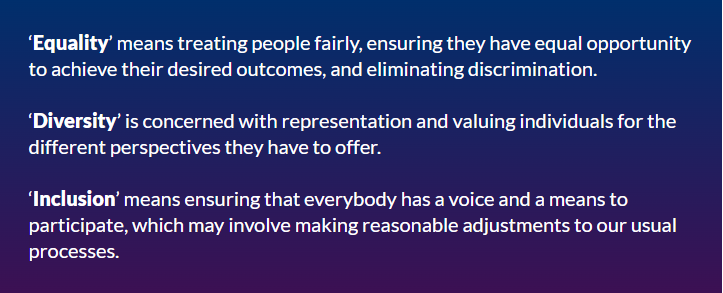 ‘Equality’ means treating people fairly, ensuring they have equal opportunity
to achieve their desired outcomes, and eliminating discrimination.
‘Diversity’ is concerned with representation and valuing individuals for the
different perspectives they have to offer.
‘Inclusion’ means ensuring that everybody has a voice and a means to
participate, which may involve making reasonable adjustments to our usual
processes.